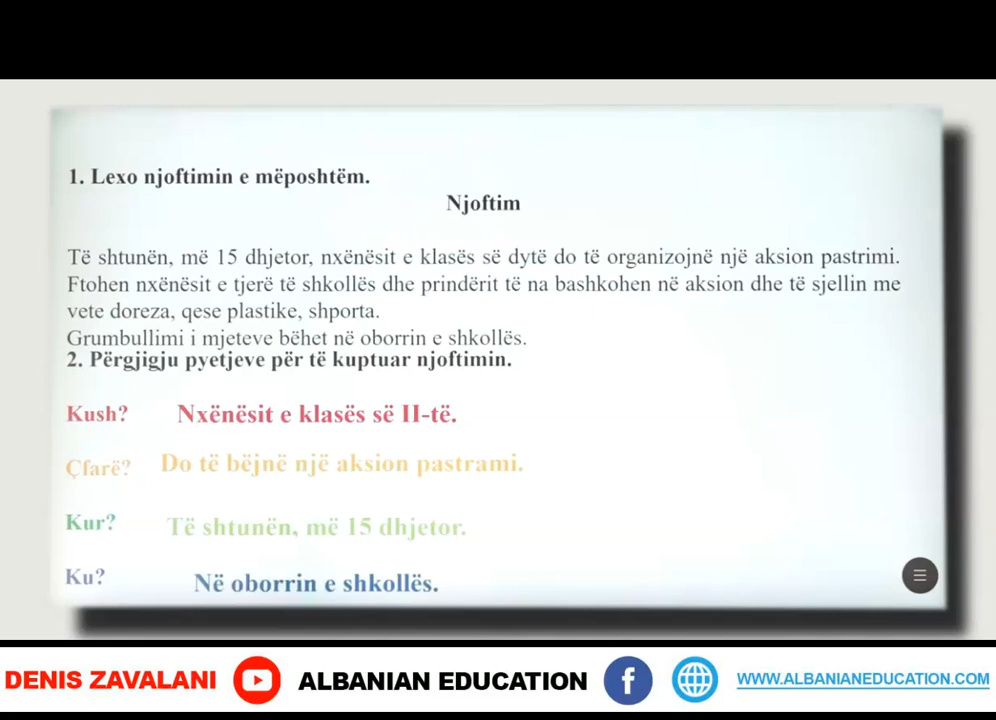 1. Lexo njoftimin e mëposhtëm.
Njoftim
Të shtunën, më 15 dhjetor, nxënësit e klasës së dytë do të organizojnë një aksion pastrimi.
Ftohen nxënësit e tjerë të shkollës dhe prindërit të na bashkohen në aksion dhe të sjellin me
vete doreza, qese plastike, shporta.
Grumbullimi i mjeteve bëhet në oborrin e shkollës.
2. Përgjigju pyetjeve për të kuptuar njoftimin.
Kush? Nxënësit e klasës së II-të.
Çfarë? Do të bëjnë një aksion pastrami.
Kur? Të shtunën, më 15 dhjetor.
Ku? Në oborrin e shkollës.
DENIS ZAVALANI ALBANIAN EDUCATION f WWW.ALBANIANEDUCATION.COM